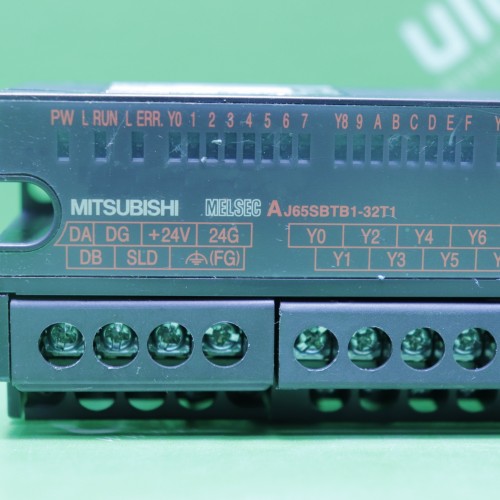 PW L RUN L ERR. Y0 1 2 3 4 5 6 7 Y8 9 A B C D E F
MITSUBISHI MELSEC AJ65SBTB1-32T1
DA DG +24V 24G Y0 Y2 Y4 Y6
DB SLD (FG) Y1 Y3 Y5